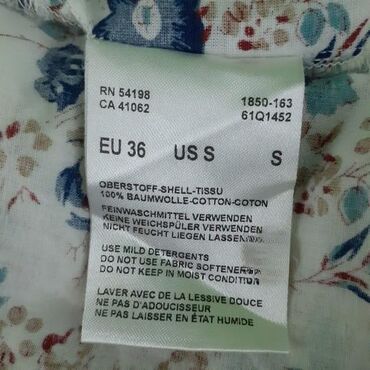 RN 54198
CA 41062
1850-163
61Q1452
EU 36 US S S
OBERSTOFF-SHELL-TISSU
100% BAUMWOLLE-COTTON-COTON
FEINWASCHMITTEL VERWENDEN
KEINE WEICHSPÜLER VERWENDEN
NICHT FEUCHT LIEGEN LASSEN
USE MILD DETERGENTS
DO NOT USE FABRIC SOFTENER
DO NOT KEEP IN MOIST CONDITION
LAVER AVEC DE LA LESSIVE DOUCE
NE PAS D'ADOUCISSEUR
NE PAS LAISSER EN ÉTAT HUMIDE